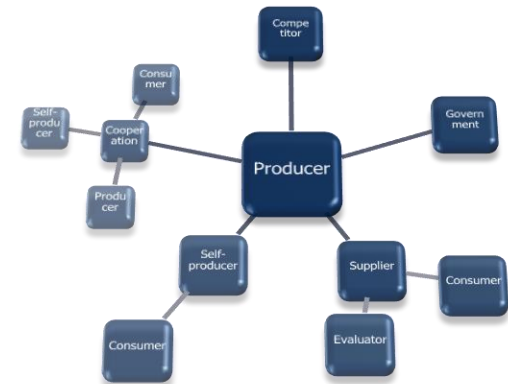 Compe
titor
Consu
mer
Self-
produ
cer
Cooper
ation
Govern
ment
Producer
Produ
cer
Self-
producer
Supplier
Consumer
Evaluator
Consumer